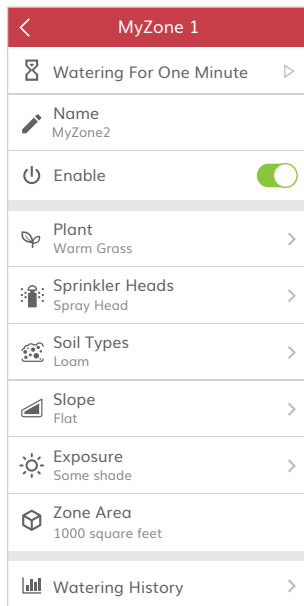 MyZone 1
Watering For One Minute
Name
MyZone2
Enable
Plant
Warm Grass
Sprinkler Heads
Spray Head
Soil Types
Loam
Slope
Flat
Exposure
Some shade
Zone Area
1000 square feet
Watering History